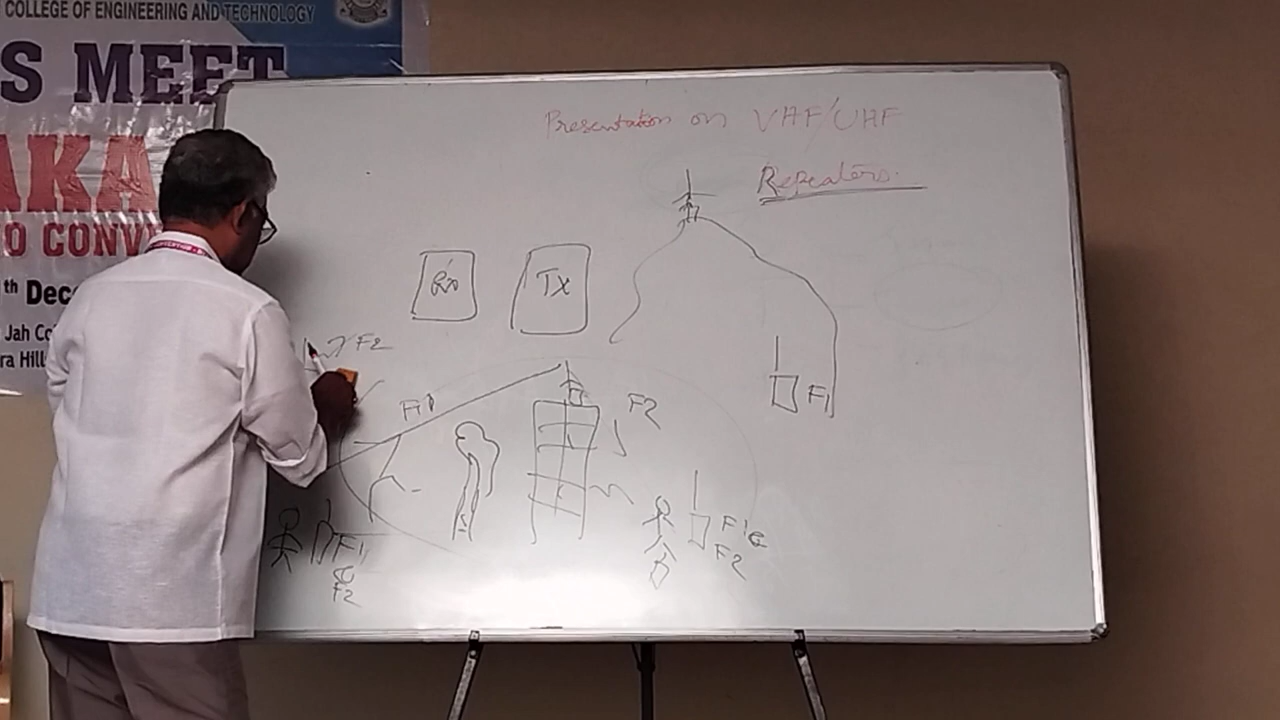 COLLEGE OF ENGINEERING AND TECHNOLOGY
S MEET
AKA
O CONV
th Dec
Jah Co
ra Hill
Presentation on VHF/UHF
Repeaters.
Tx
F2
F1
F2
F1
F1
&
F2
F1 &
F2